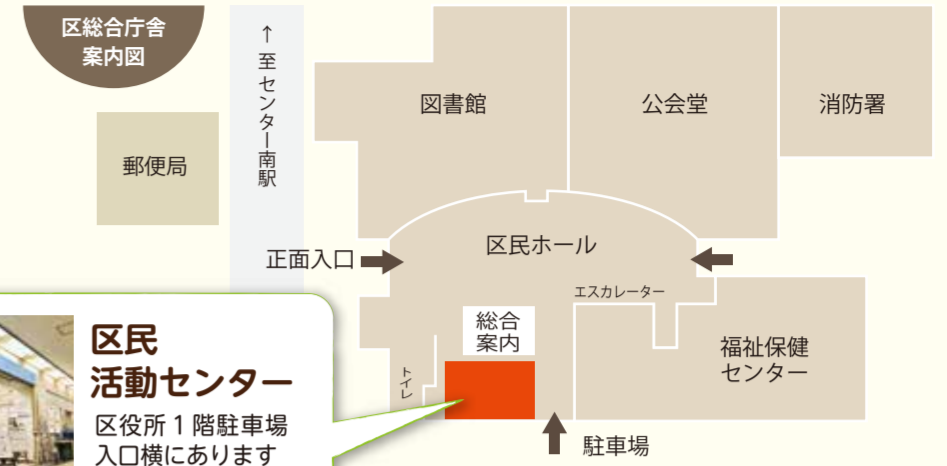 区総合庁舎
案内図
↑至センター南駅
郵便局
図書館
公会堂
消防署
正面入口
区民ホール
エスカレーター
総合
案内
トイレ
福祉保健
センター
駐車場
区民
活動センター
区役所1階駐車場
入口横にあります